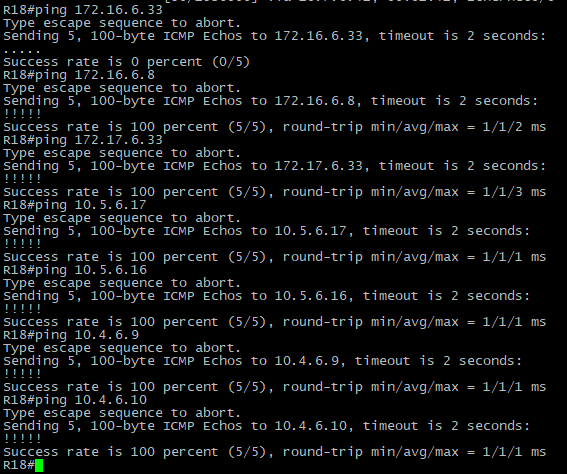 R18#ping 172.16.6.33
Type escape sequence to abort.
Sending 5, 100-byte ICMP Echos to 172.16.6.33, timeout is 2 seconds:
.....
Success rate is 0 percent (0/5)
R18#ping 172.16.6.8
Type escape sequence to abort.
Sending 5, 100-byte ICMP Echos to 172.16.6.8, timeout is 2 seconds:
!!!!!
Success rate is 100 percent (5/5), round-trip min/avg/max = 1/1/2 ms
R18#ping 172.17.6.33
Type escape sequence to abort.
Sending 5, 100-byte ICMP Echos to 172.17.6.33, timeout is 2 seconds:
!!!!!
Success rate is 100 percent (5/5), round-trip min/avg/max = 1/1/3 ms
R18#ping 10.5.6.17
Type escape sequence to abort.
Sending 5, 100-byte ICMP Echos to 10.5.6.17, timeout is 2 seconds:
!!!!!
Success rate is 100 percent (5/5), round-trip min/avg/max = 1/1/1 ms
R18#ping 10.5.6.16
Type escape sequence to abort.
Sending 5, 100-byte ICMP Echos to 10.5.6.16, timeout is 2 seconds:
!!!!!
Success rate is 100 percent (5/5), round-trip min/avg/max = 1/1/1 ms
R18#ping 10.4.6.9
Type escape sequence to abort.
Sending 5, 100-byte ICMP Echos to 10.4.6.9, timeout is 2 seconds:
!!!!!
Success rate is 100 percent (5/5), round-trip min/avg/max = 1/1/1 ms
R18#ping 10.4.6.10
Type escape sequence to abort.
Sending 5, 100-byte ICMP Echos to 10.4.6.10, timeout is 2 seconds:
!!!!!
Success rate is 100 percent (5/5), round-trip min/avg/max = 1/1/1 ms
R18#